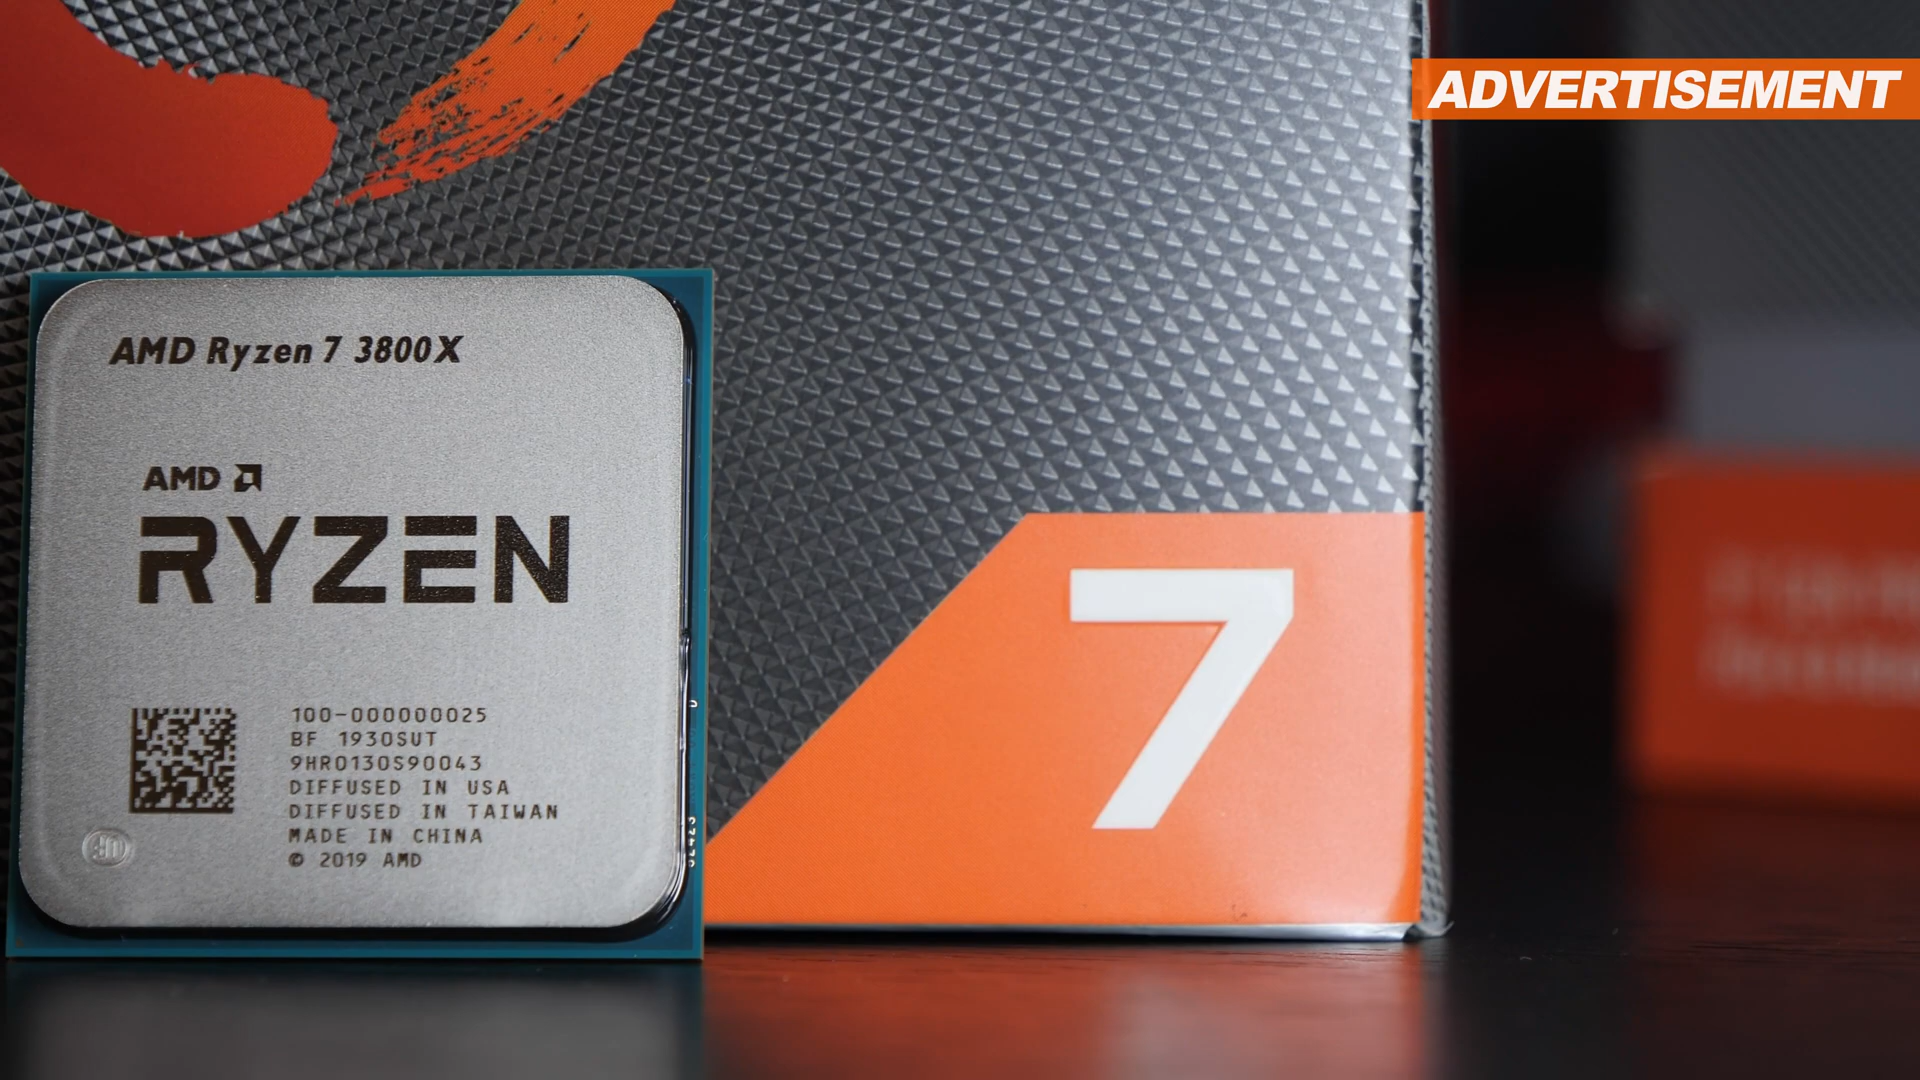 ADVERTISEMENT
AMD Ryzen 7 3800X
AMD
RYZEN
100-000000025
BF 1930SUT
9HR0130S90043
DIFFUSED IN USA
DIFFUSED IN TAIWAN
MADE IN CHINA
© 2019 AMD
7